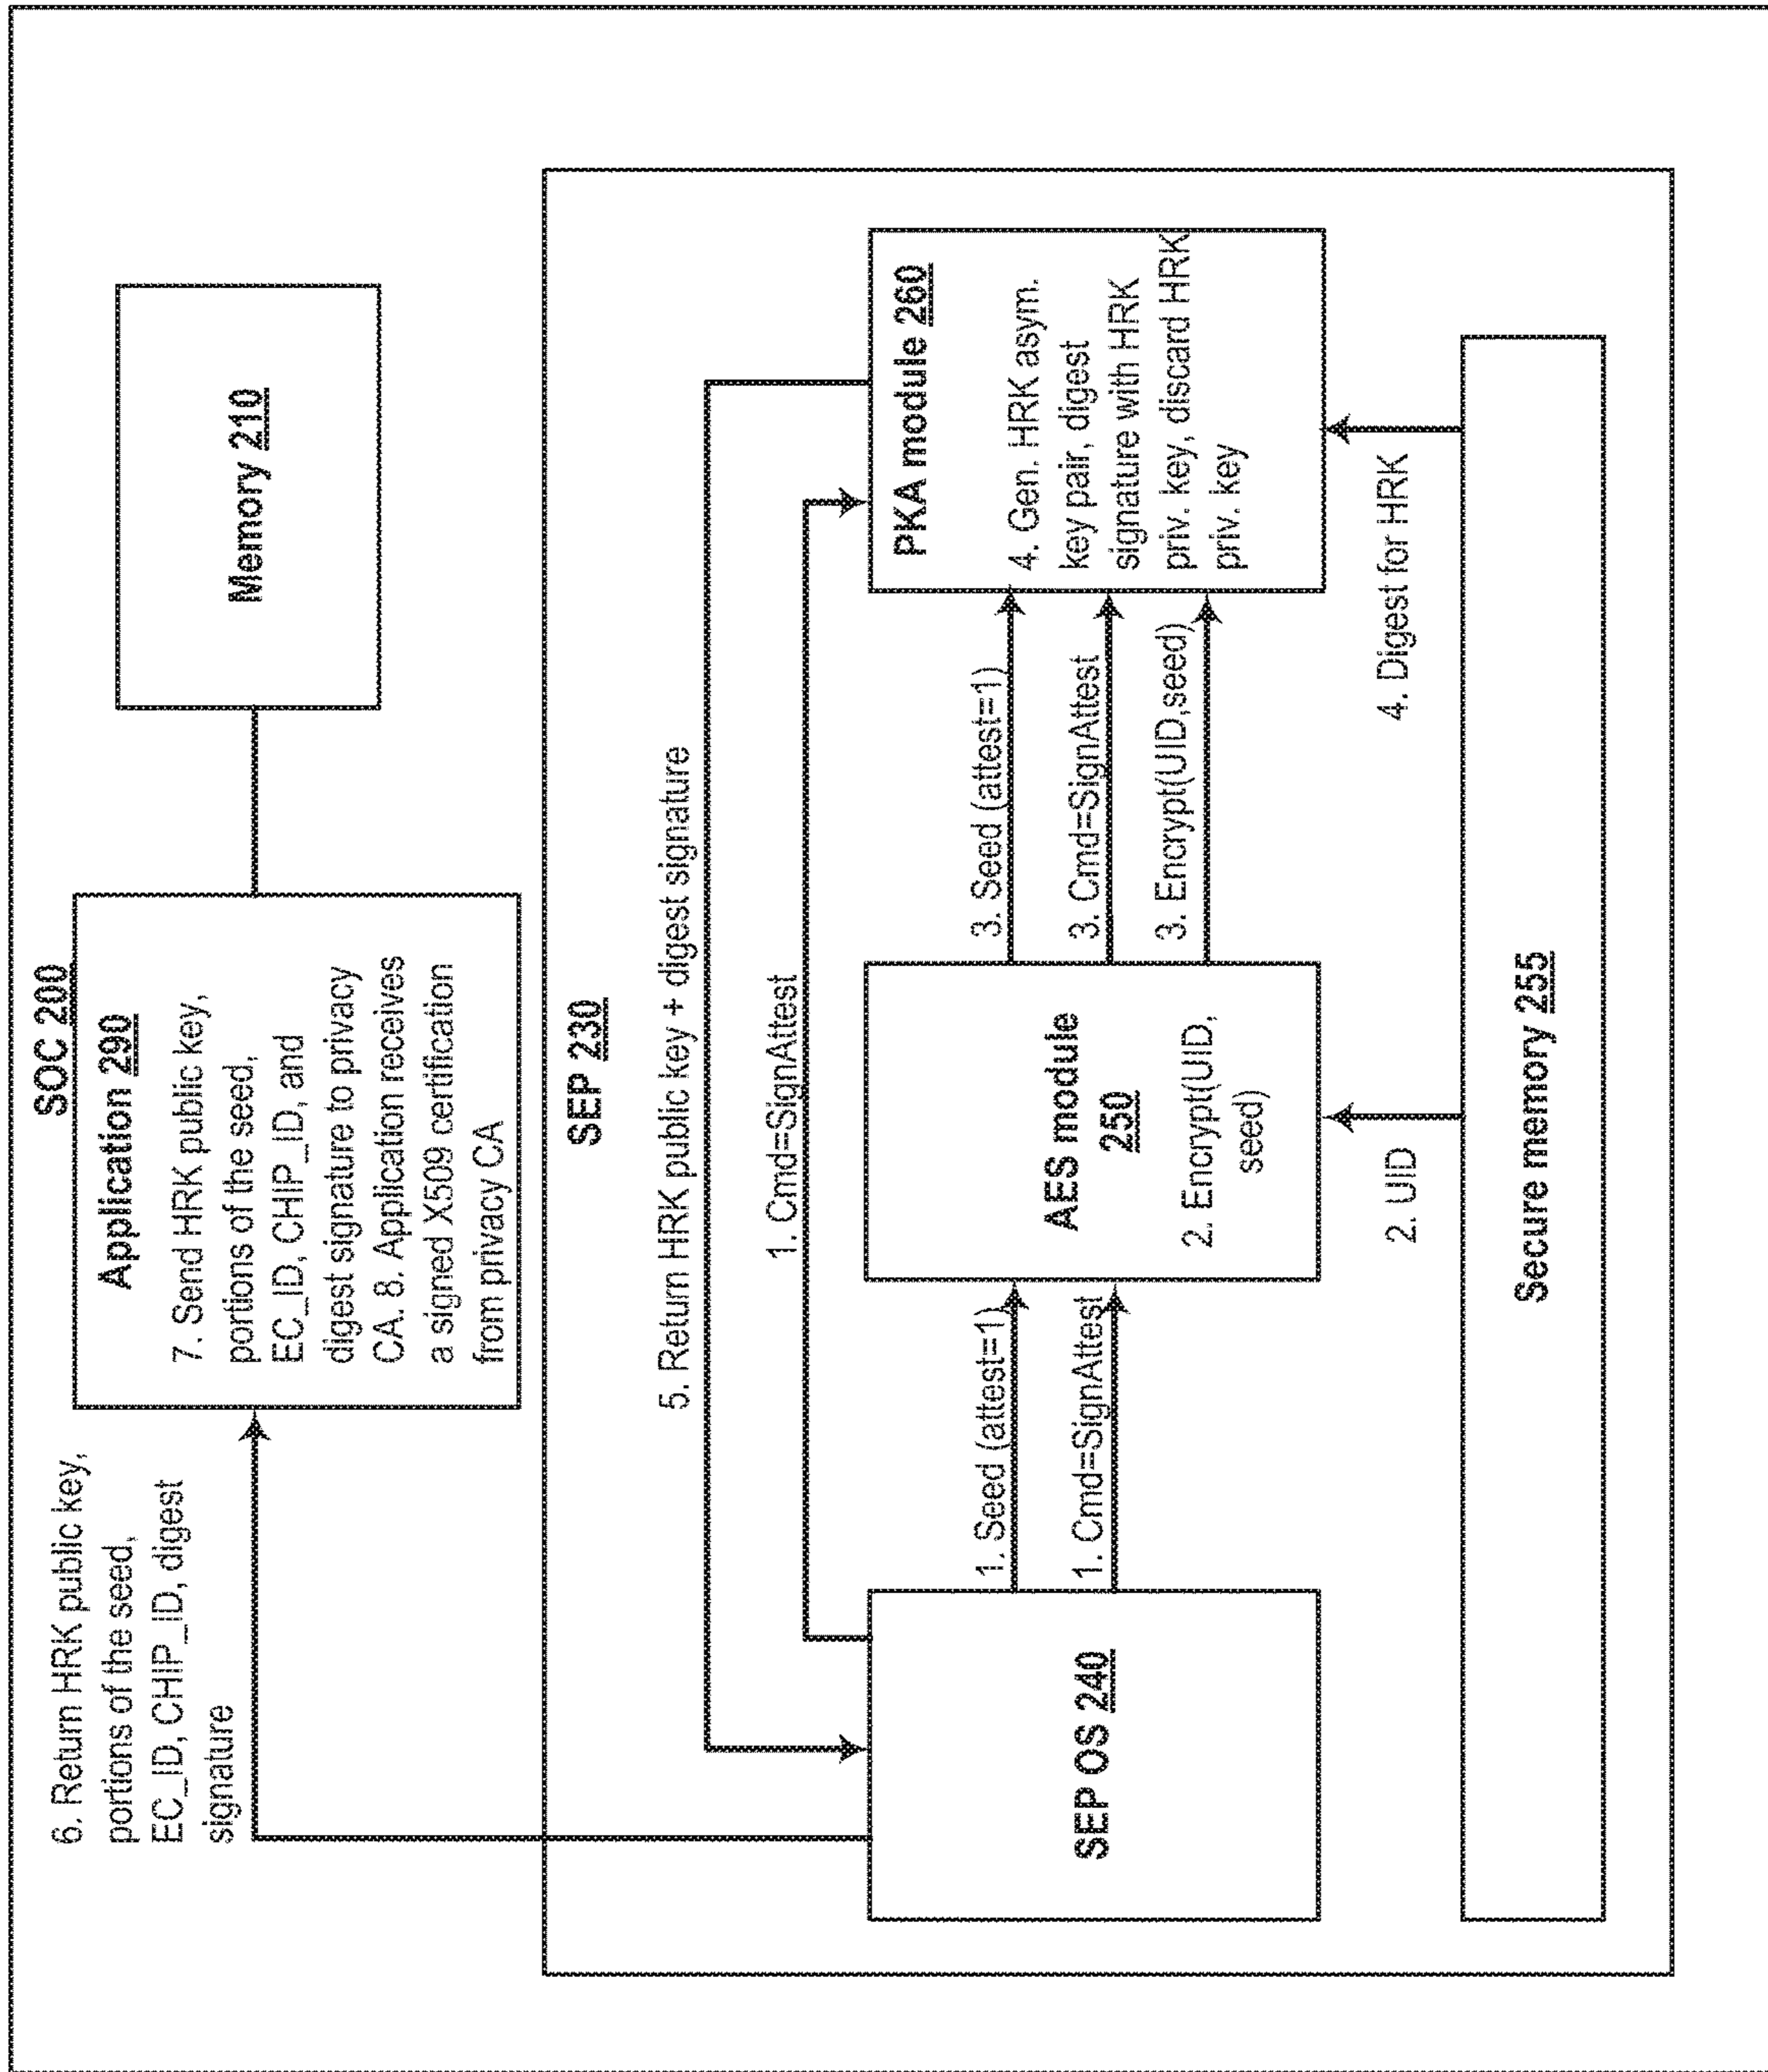 SOC 200
Application 290
7. Send HRK public key,
portions of the seed,
EC_ID, CHIP_ID, and
digest signature to privacy
CA. 8. Application receives
a signed X509 certification
from privacy CA
Memory 210
6. Return HRK public key,
portions of the seed,
EC_ID, CHIP_ID, digest
signature
SEP 230
5. Return HRK public key + digest signature
1. Cmd=SignAttest
SEP OS 240
1. Seed (attest=1)
1. Cmd=SignAttest
AES module
250
2. Encrypt(UID,
seed)
3. Seed (attest=1)
3. Cmd=SignAttest
3. Encrypt(UID,seed)
PKA module 260
4. Gen. HRK asym.
key pair, digest
signature with HRK
priv. key, discard HRK
priv. key
2. UID
4. Digest for HRK
Secure memory 255